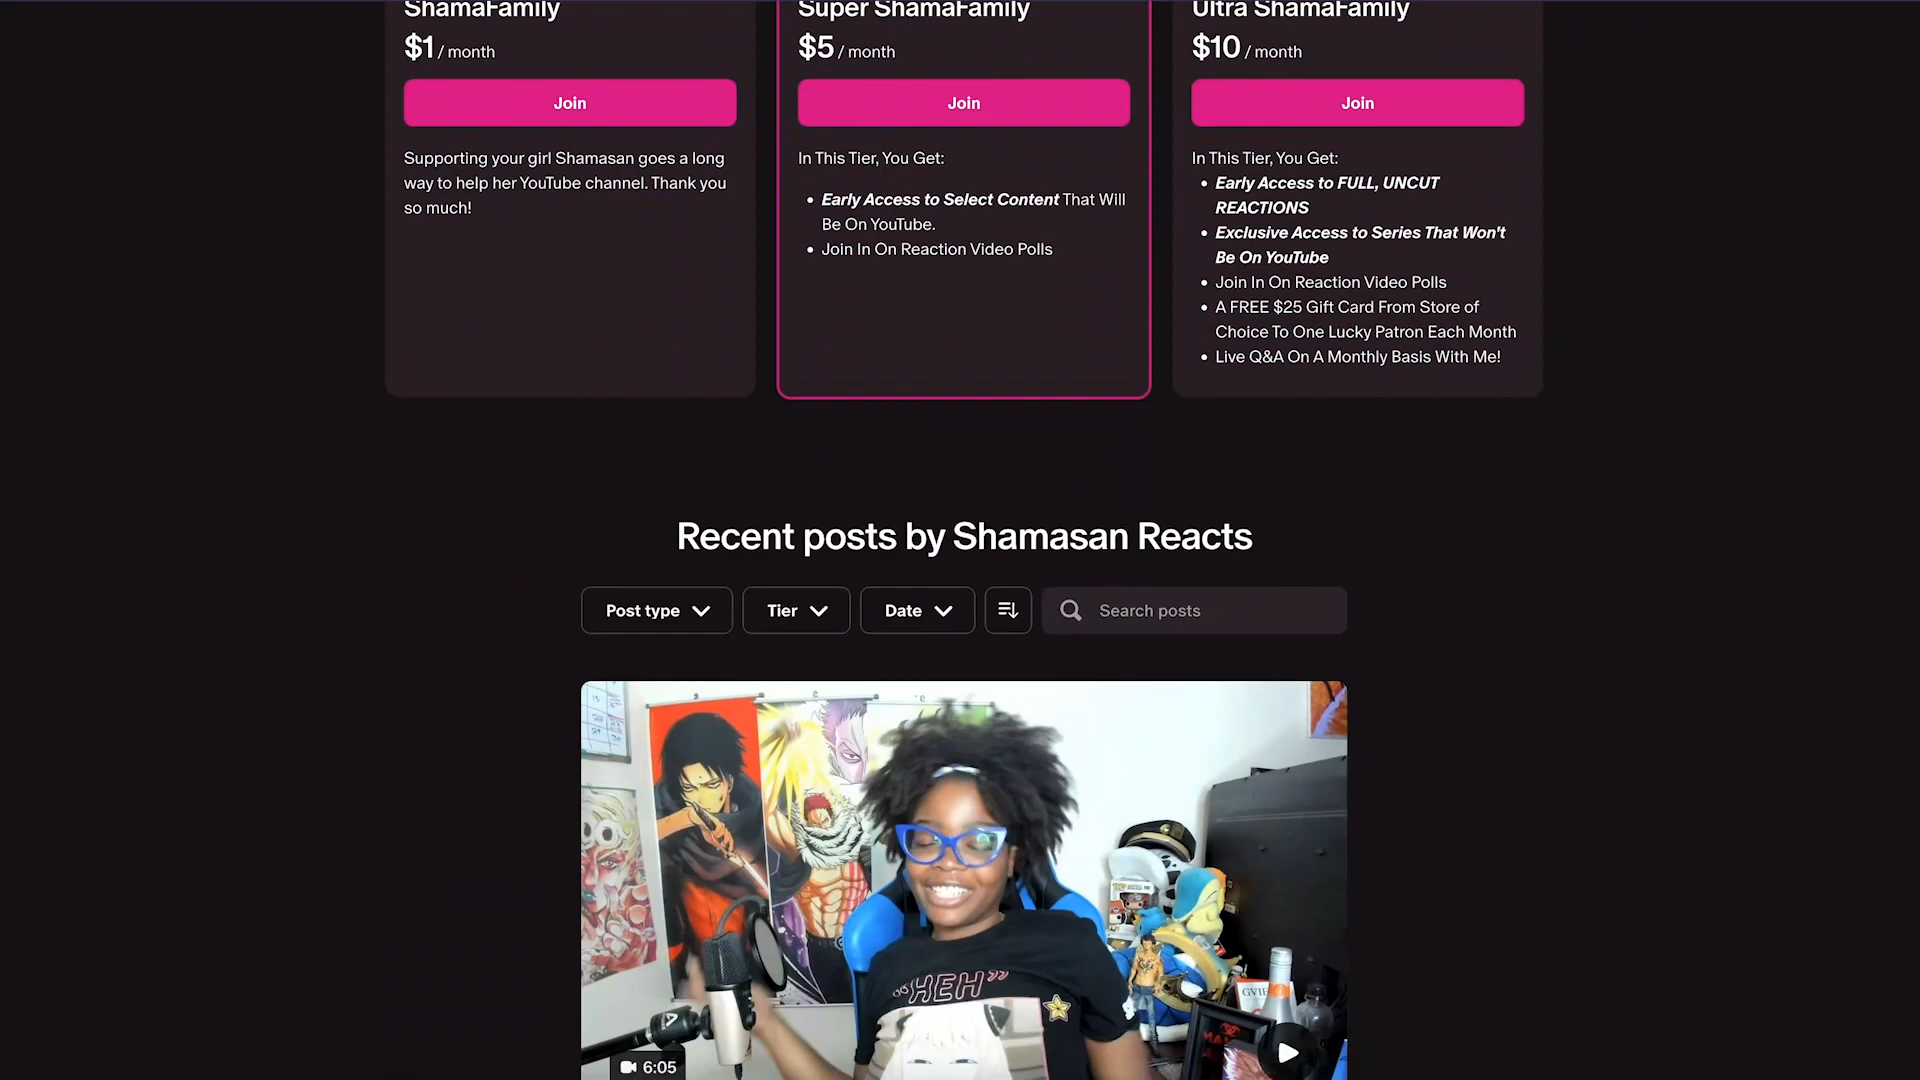 ShamaFamily
$1 / month
Join
Supporting your girl Shamasan goes a long
way to help her YouTube channel. Thank you
so much!
Super ShamaFamily
$5 / month
Join
In This Tier, You Get:
Early Access to Select Content That Will
Be On YouTube.
Join In On Reaction Video Polls
Ultra ShamaFamily
$10 / month
Join
In This Tier, You Get:
Early Access to FULL, UNCUT
REACTIONS
Exclusive Access to Series That Won't
Be On YouTube
Join In On Reaction Video Polls
A FREE $25 Gift Card From Store of
Choice To One Lucky Patron Each Month
Live Q&A On A Monthly Basis With Me!
Recent posts by Shamasan Reacts
Post type
Tier
Date
Search posts
"HEH"
6:05